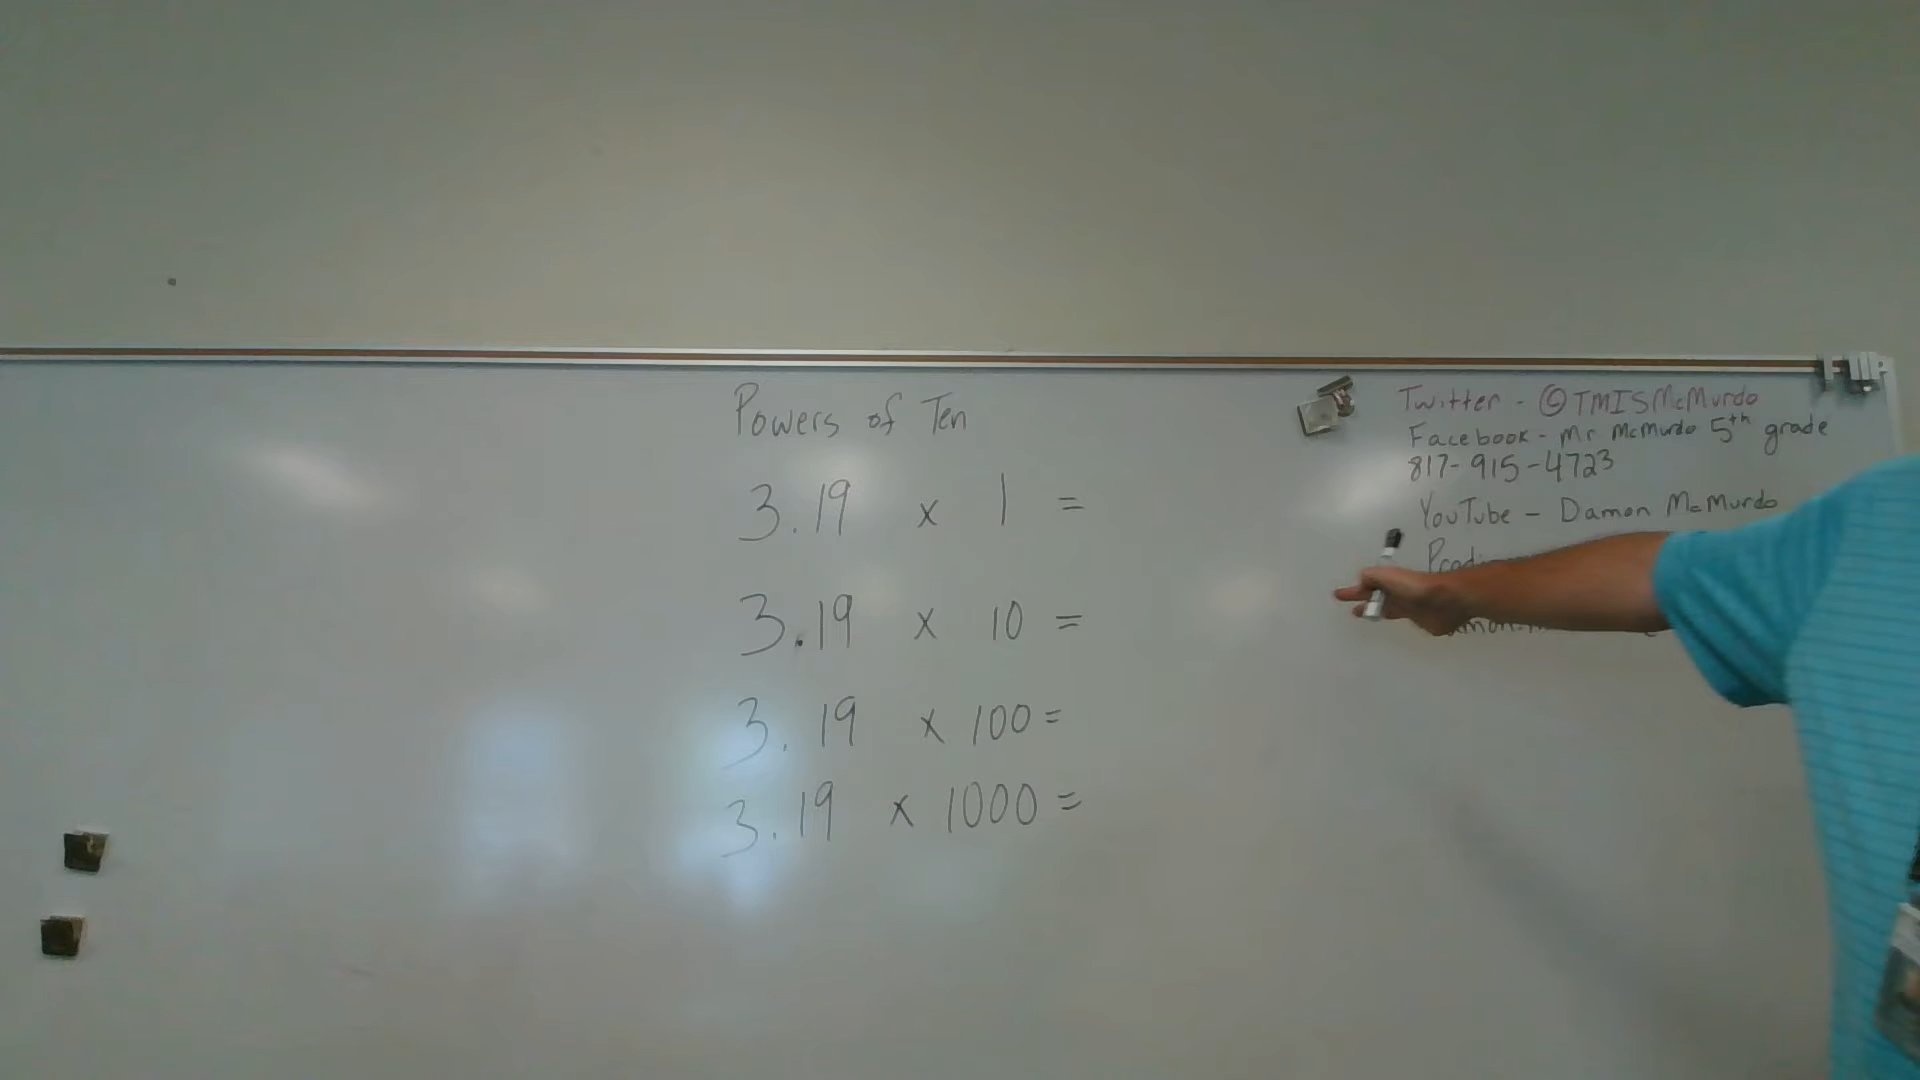 Powers of Ten
3.19 x 1 =
3.19 x 10 =
3.19 x 100 =
3.19 x 1000 =
Twitter - @TMISMcMurdo
Facebook - Mr McMurdo 5th grade
817-915-4723
YouTube - Damon McMurdo